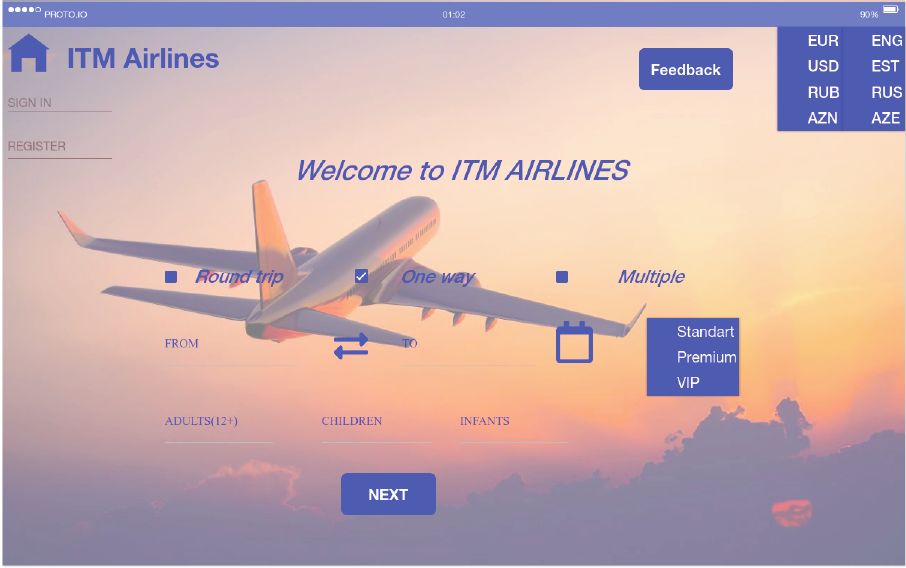 PROTO.IO 01:02 90%
ITM Airlines
Feedback
EUR ENG
USD EST
RUB RUS
AZN AZE
SIGN IN
REGISTER
Welcome to ITM AIRLINES
Round trip One way Multiple
FROM TO
Standart
Premium
VIP
ADULTS(12+) CHILDREN INFANTS
NEXT